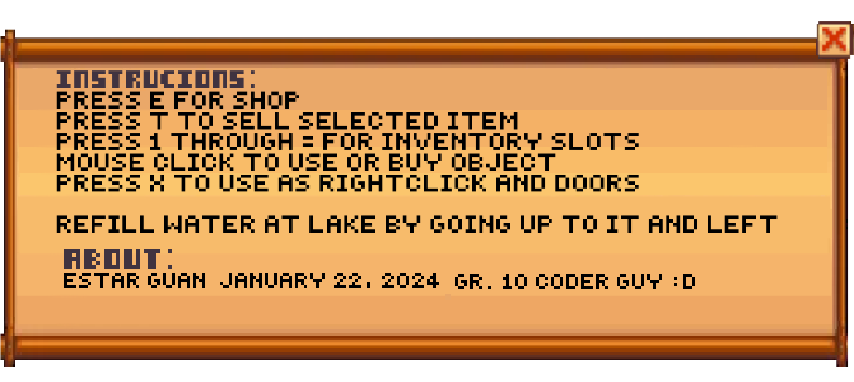 INSTRUCIONS:
PRESS E FOR SHOP
PRESS T TO SELL SELECTED ITEM
PRESS 1 THROUGH = FOR INVENTORY SLOTS
MOUSE CLICK TO USE OR BUY OBJECT
PRESS X TO USE AS RIGHTCLICK AND DOORS
REFILL WATER AT LAKE BY GOING UP TO IT AND LEFT
ABOUT:
ESTAR GUAN JANUARY 22, 2024 GR. 10 CODER GUY :D